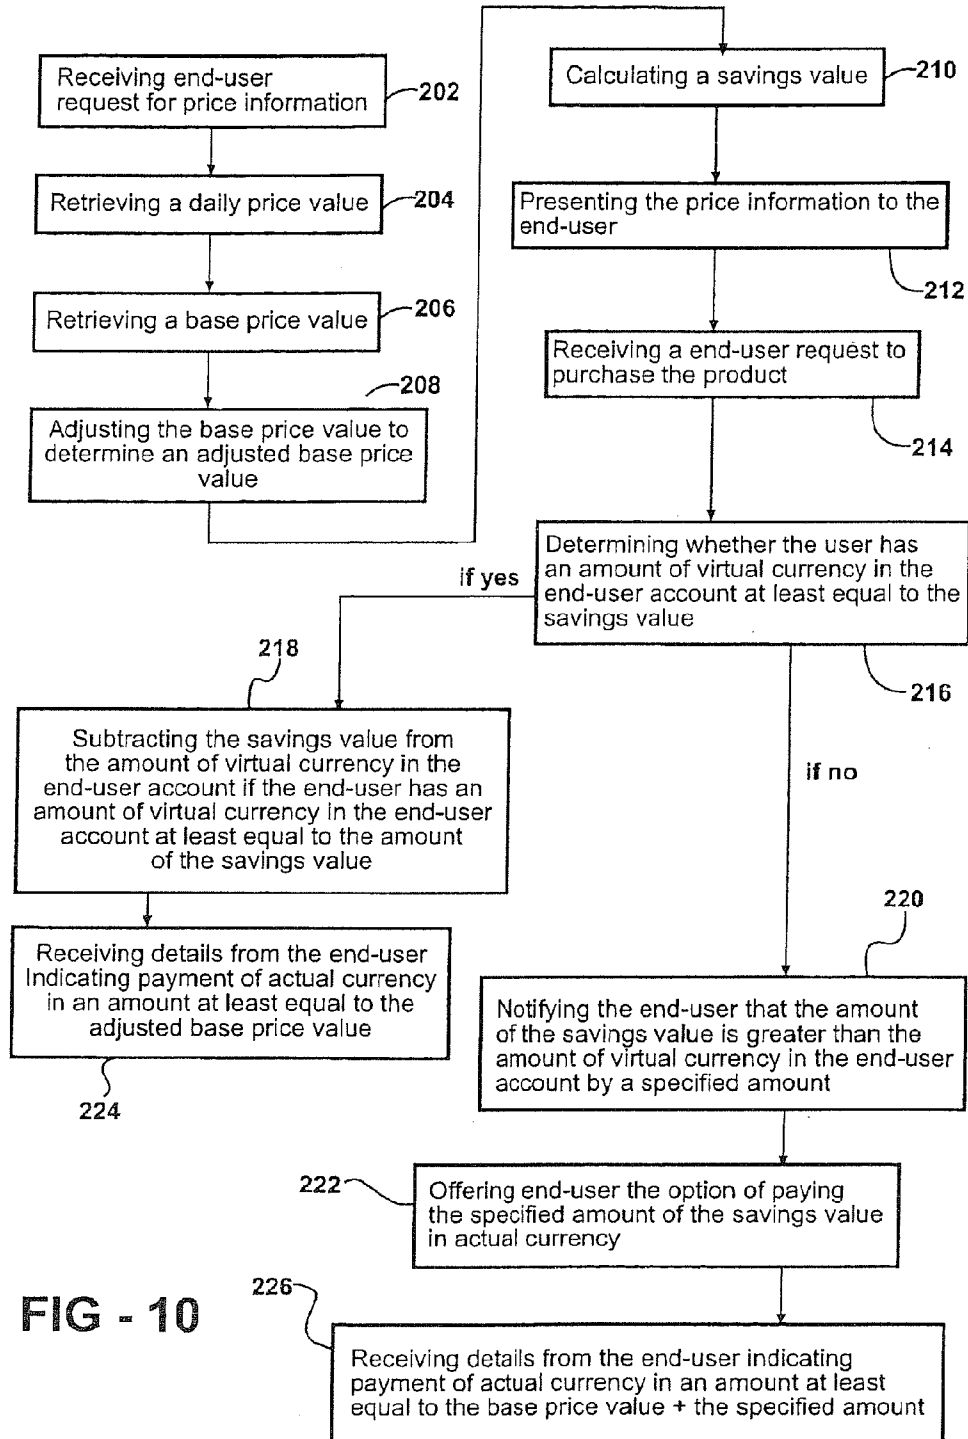 Receiving end-user
request for price information
202
Retrieving a daily price value
204
Retrieving a base price value
206
208
Adjusting the base price value to
determine an adjusted base price
value
Calculating a savings value
210
Presenting the price information to the
end-user
212
Receiving a end-user request to
purchase the product
214
Determining whether the user has
an amount of virtual currency in the
end-user account at least equal to the
savings value
216
if yes
218
Subtracting the savings value from
the amount of virtual currency in the
end-user account if the end-user has an
amount of virtual currency in the end-user
account at least equal to the amount
of the savings value
Receiving details from the end-user
Indicating payment of actual currency
in an amount at least equal to the
adjusted base price value
224
if no
220
Notifying the end-user that the amount
of the savings value is greater than the
amount of virtual currency in the end-user
account by a specified amount
222
Offering end-user the option of paying
the specified amount of the savings value
in actual currency
226
Receiving details from the end-user indicating
payment of actual currency in an amount at least
equal to the base price value + the specified amount
FIG - 10